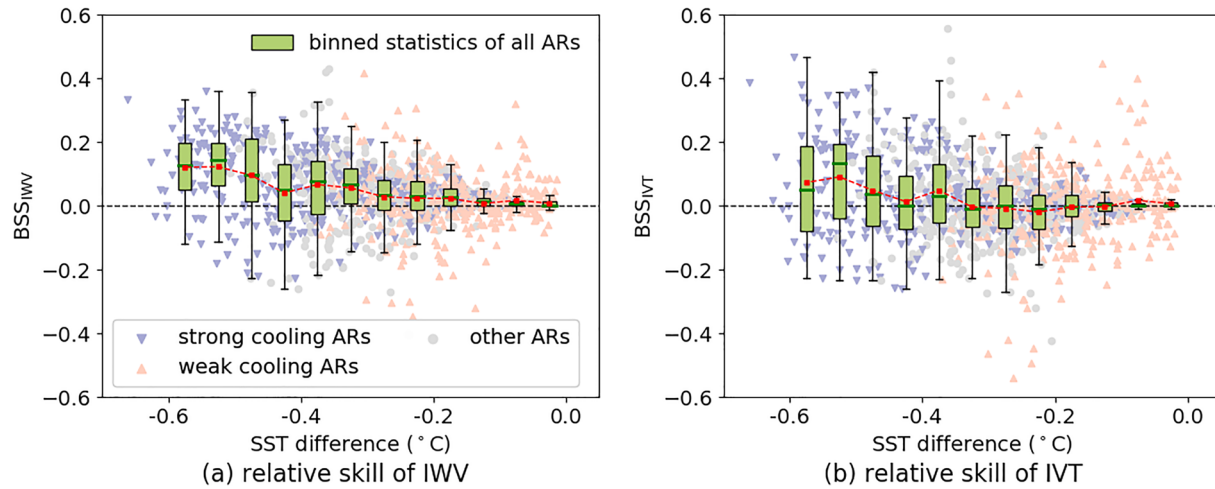 0.6
0.4
0.2
0.0
−0.2
−0.4
−0.6
BSS_IWV
binned statistics of all ARs
strong cooling ARs
other ARs
weak cooling ARs
-0.6 -0.4 -0.2 0.0
SST difference (°C)
(a) relative skill of IWV
0.6
0.4
0.2
0.0
−0.2
−0.4
−0.6
BSS_IVT
-0.6 -0.4 -0.2 0.0
SST difference (°C)
(b) relative skill of IVT